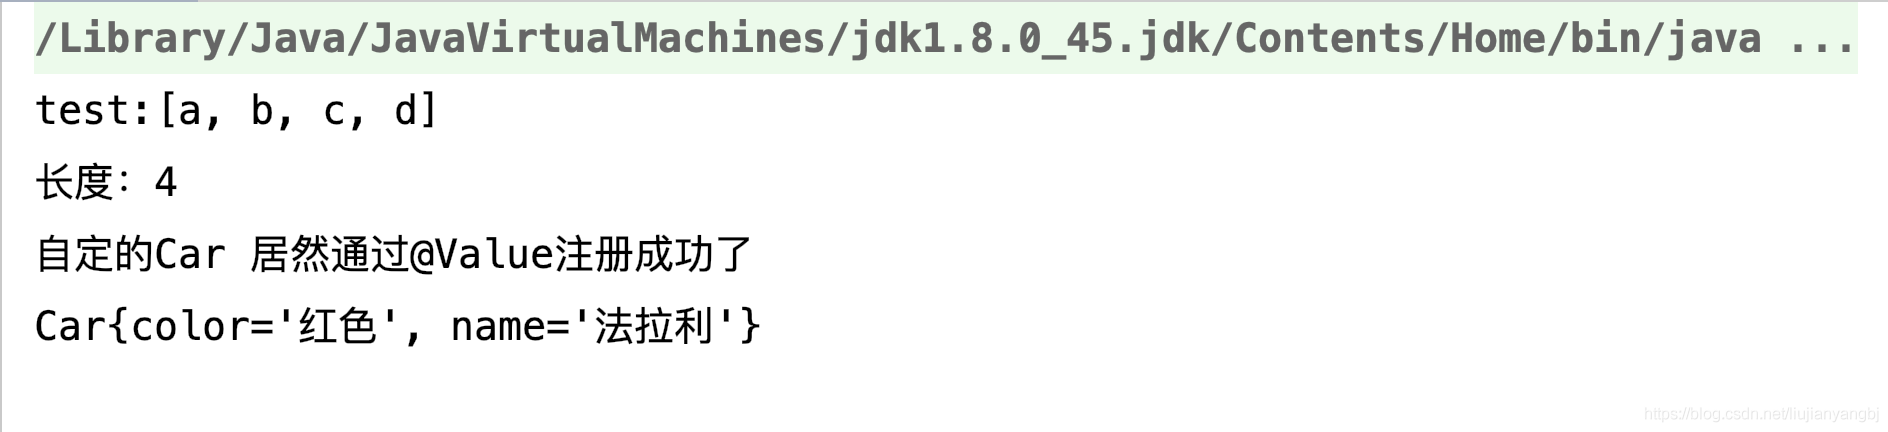 /Library/Java/JavaVirtualMachines/jdk1.8.0_45.jdk/Contents/Home/bin/java ...
test:[a, b, c, d]
长度：4
自定的Car 居然通过@Value注册成功了
Car{color='红色', name='法拉利'}
https://blog.csdn.net/liujianyangbj